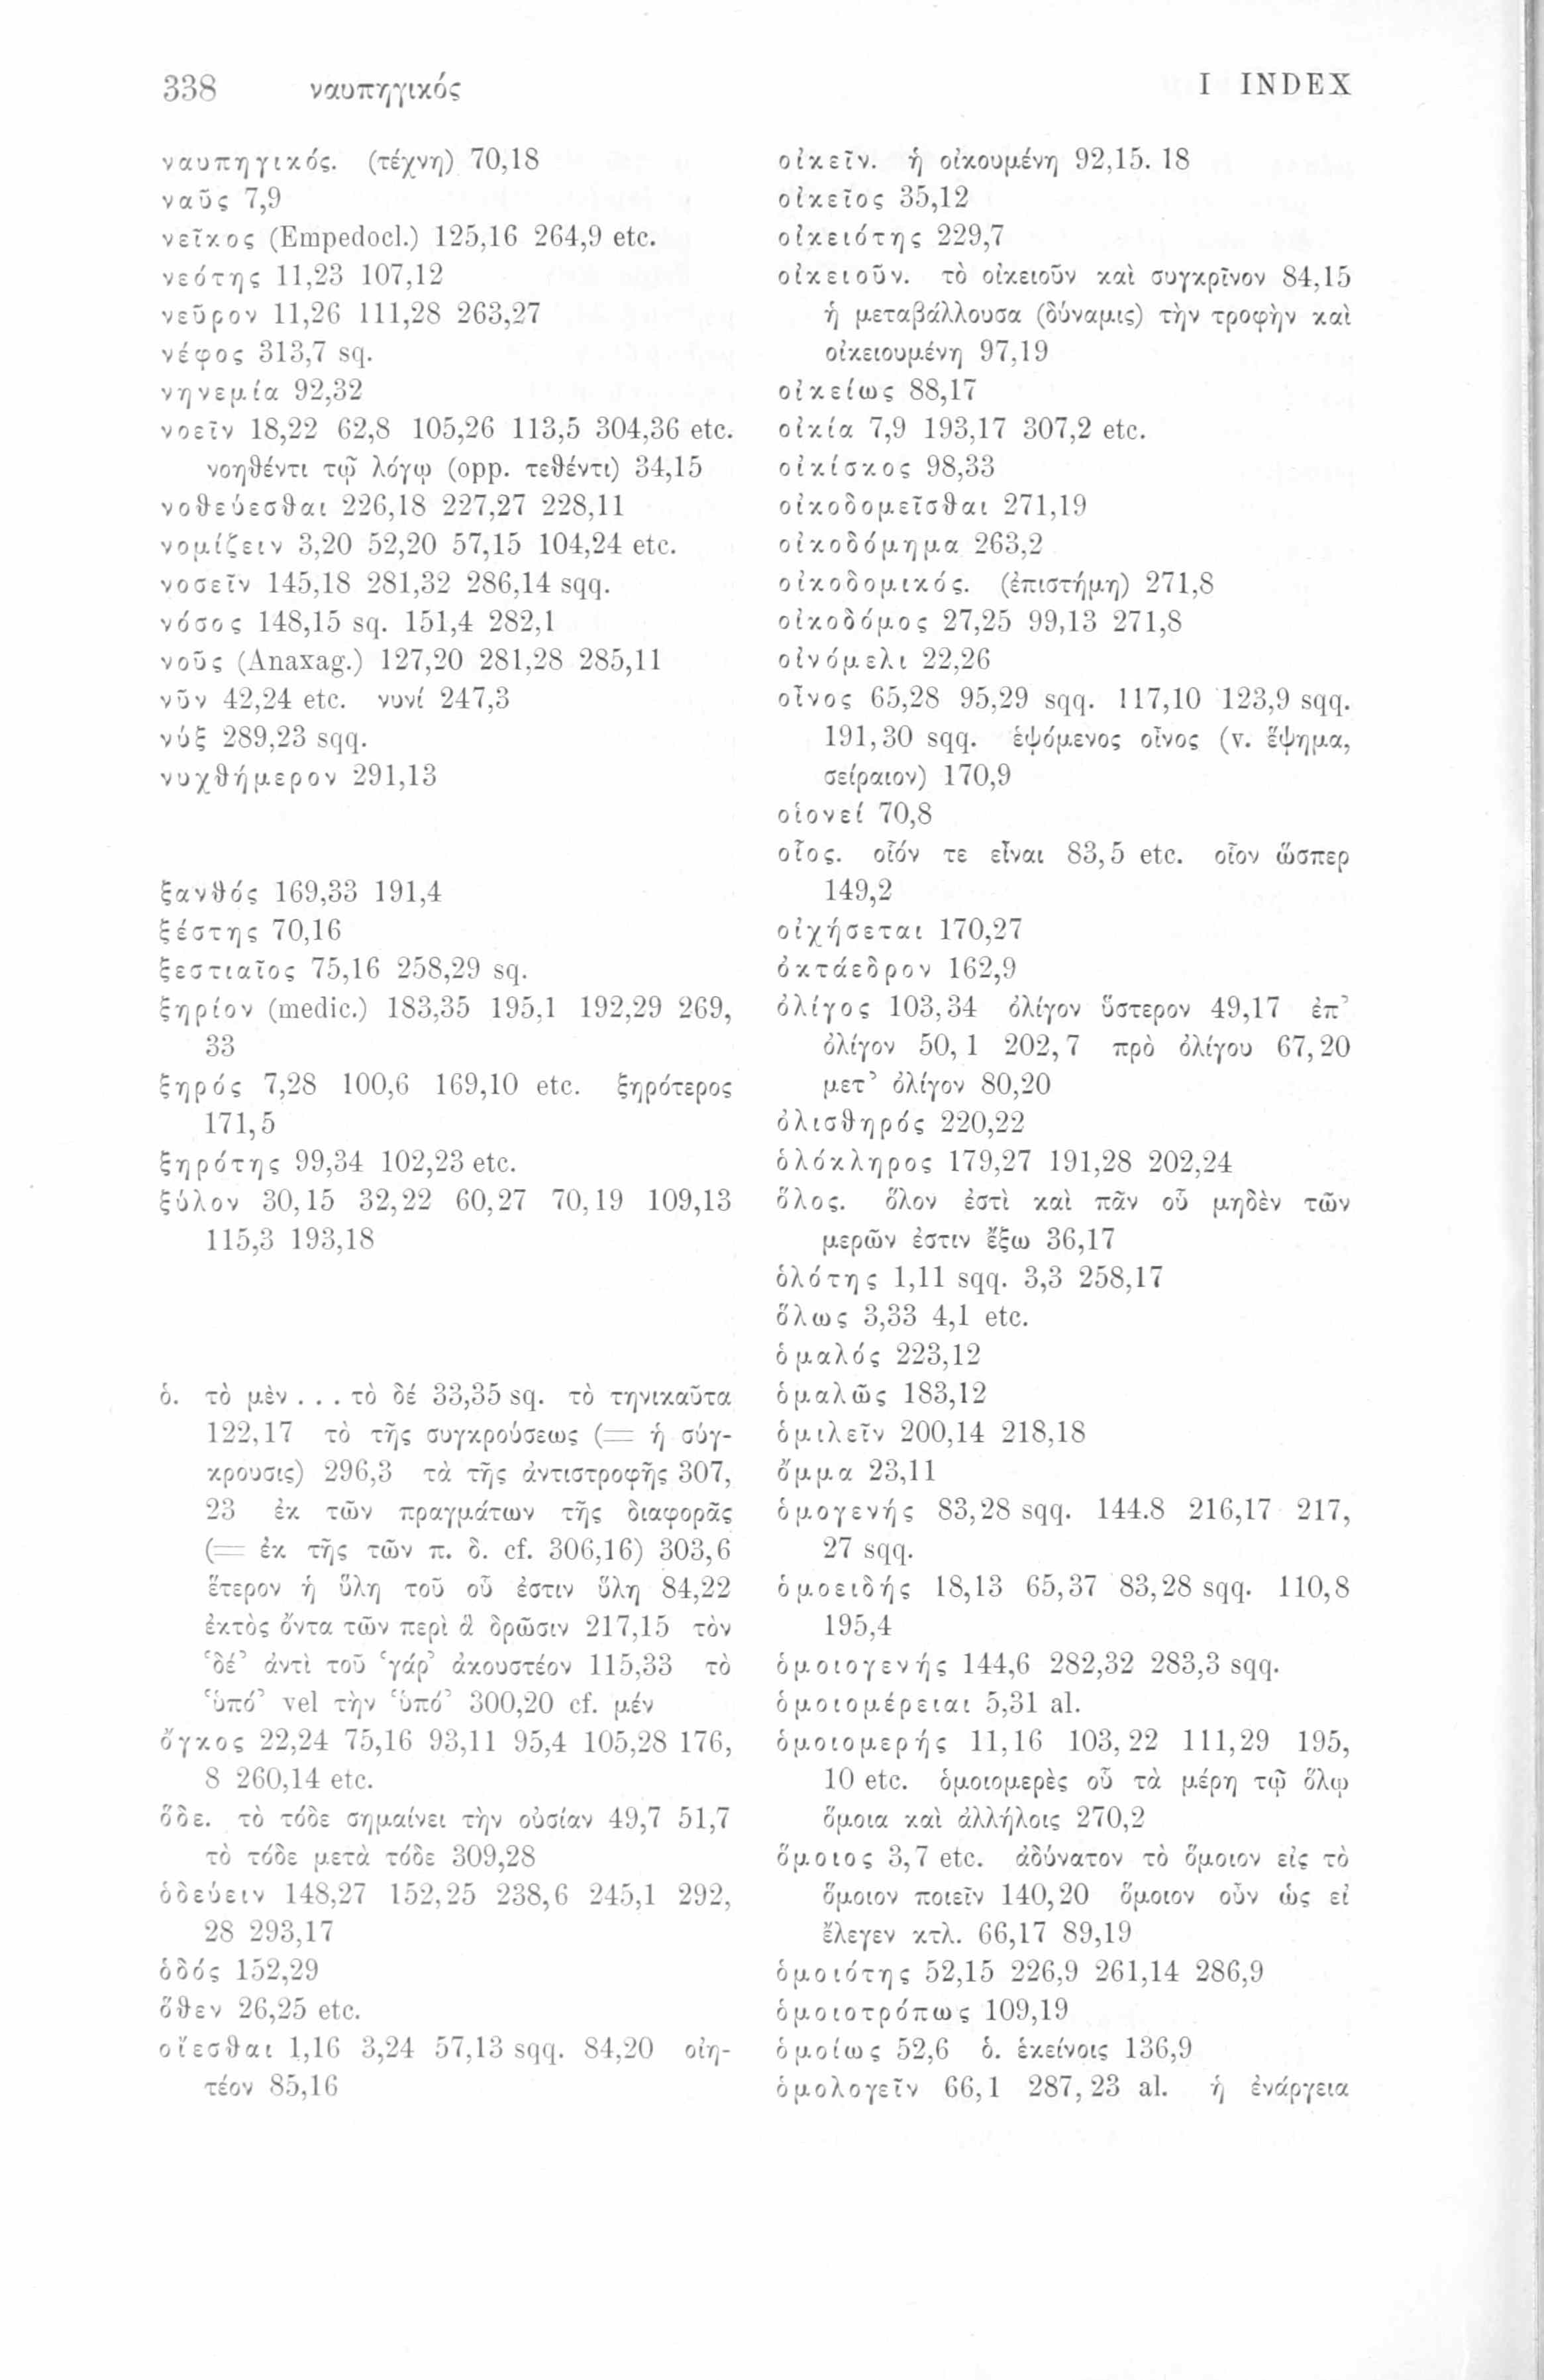 338 ναυπηγικός I INDEX
ναυπηγικός. (τέχνη) 70,18
ναῦς 7,9
νεῖκος (Empedocl.) 125,16 264,9 etc.
νεότης 11,23 107,12
νεῦρον 11,26 111,28 263,27
νέφος 313,7 sq.
νηνεμία 92,32
νοεῖν 18,22 62,8 105,26 113,5 304,36 etc.
νοηθέντι τῷ λόγῳ (opp. τεθέντι) 34,15
νοθεύεσθαι 226,18 227,27 228,11
νομίζειν 3,20 52,20 57,15 104,24 etc.
νοσεῖν 145,18 281,32 286,14 sqq.
νόσος 148,15 sq. 151,4 282,1
νοῦς (Anaxag.) 127,20 281,28 285,11
νῦν 42,24 etc. νυνί 247,3
νύξ 289,23 sqq.
νυχθήμερον 291,13
ξανθός 169,33 191,4
ξέστης 70,16
ξεστιαῖος 75,16 258,29 sq.
ξηρίον (medic.) 183,35 195,1 192,29 269,
33
ξηρός 7,28 100,6 169,10 etc. ξηρότερος
171,5
ξηρότης 99,34 102,23 etc.
ξύλον 30,15 32,22 60,27 70,19 109,13
115,3 193,18
ὁ. τὸ μὲν . . . τὸ δέ 33,35 sq. τὸ τηνικαῦτα
122,17 τὸ τῆς συγκρούσεως (= ἡ σύγ-
κρουσις) 296,3 τὰ τῆς ἀντιστροφῆς 307,
23 ἐκ τῶν πραγμάτων τῆς διαφορᾶς
(= ἐκ τῆς τῶν π. δ. cf. 306,16) 303,6
ἕτερον ἡ ὕλη τοῦ οὗ ἐστιν ὕλη 84,22
ἐκτὸς ὄντα τῶν περὶ ἃ δρῶσιν 217,15 τὸν
‘δέ’ ἀντὶ τοῦ ‘γάρ’ ἀκουστέον 115,33 τὸ
‘ὑπό’ vel τὴν ‘ὑπό’ 300,20 cf. μέν
ὄγκος 22,24 75,16 93,11 95,4 105,28 176,
8 260,14 etc.
ὅδε. τὸ τόδε σημαίνει τὴν οὐσίαν 49,7 51,7
τὸ τόδε μετὰ τόδε 309,28
ὁδεύειν 148,27 152,25 238,6 245,1 292,
28 293,17
ὁδός 152,29
ὅθεν 26,25 etc.
οἴεσθαι 1,16 3,24 57,13 sqq. 84,20 οἰη-
τέον 85,16
οἰκεῖν. ἡ οἰκουμένη 92,15. 18
οἰκεῖος 35,12
οἰκειότης 229,7
οἰκειοῦν. τὸ οἰκειοῦν καὶ συγκρῖνον 84,15
ἡ μεταβάλλουσα (δύναμις) τὴν τροφὴν καὶ
οἰκειουμένη 97,19
οἰκείως 88,17
οἰκία 7,9 193,17 307,2 etc.
οἰκίσκος 98,33
οἰκοδομεῖσθαι 271,19
οἰκοδόμημα 263,2
οἰκοδομικός. (ἐπιστήμη) 271,8
οἰκοδόμος 27,25 99,13 271,8
οἰνόμελι 22,26
οἶνος 65,28 95,29 sqq. 117,10 123,9 sqq.
191,30 sqq. ἑψόμενος οἶνος (v. ἕψημα,
σείραιον) 170,9
οἱονεί 70,8
οἷος. οἷόν τε εἶναι 83,5 etc. οἷον ὥσπερ
149,2
οἰχήσεται 170,27
ὀκτάεδρον 162,9
ὀλίγος 103,34 ὀλίγον ὕστερον 49,17 ἐπ’
ὀλίγον 50,1 202,7 πρὸ ὀλίγου 67,20
μετ’ ὀλίγον 80,20
ὀλισθηρός 220,22
ὁλόκληρος 179,27 191,28 202,24
ὅλος. ὅλον ἐστὶ καὶ πᾶν οὗ μηδὲν τῶν
μερῶν ἐστιν ἔξω 36,17
ὁλότης 1,11 sqq. 3,3 258,17
ὅλως 3,33 4,1 etc.
ὁμαλός 223,12
ὁμαλῶς 183,12
ὁμιλεῖν 200,14 218,18
ὄμμα 23,11
ὁμογενής 83,28 sqq. 144.8 216,17 217,
27 sqq.
ὁμοειδής 18,13 65,37 83,28 sqq. 110,8
195,4
ὁμοιογενής 144,6 282,32 283,3 sqq.
ὁμοιομέρειαι 5,31 al.
ὁμοιομερής 11,16 103,22 111,29 195,
10 etc. ὁμοιομερὲς οὗ τὰ μέρη τῷ ὅλῳ
ὅμοια καὶ ἀλλήλοις 270,2
ὅμοιος 3,7 etc. ἀδύνατον τὸ ὅμοιον εἰς τὸ
ὅμοιον ποιεῖν 140,20 ὅμοιον οὖν ὡς εἰ
ἔλεγεν κτλ. 66,17 89,19
ὁμοιότης 52,15 226,9 261,14 286,9
ὁμοιοτρόπως 109,19
ὁμοίως 52,6 ὁ. ἐκείνοις 136,9
ὁμολογεῖν 66,1 287,23 al. ἡ ἐνάργεια